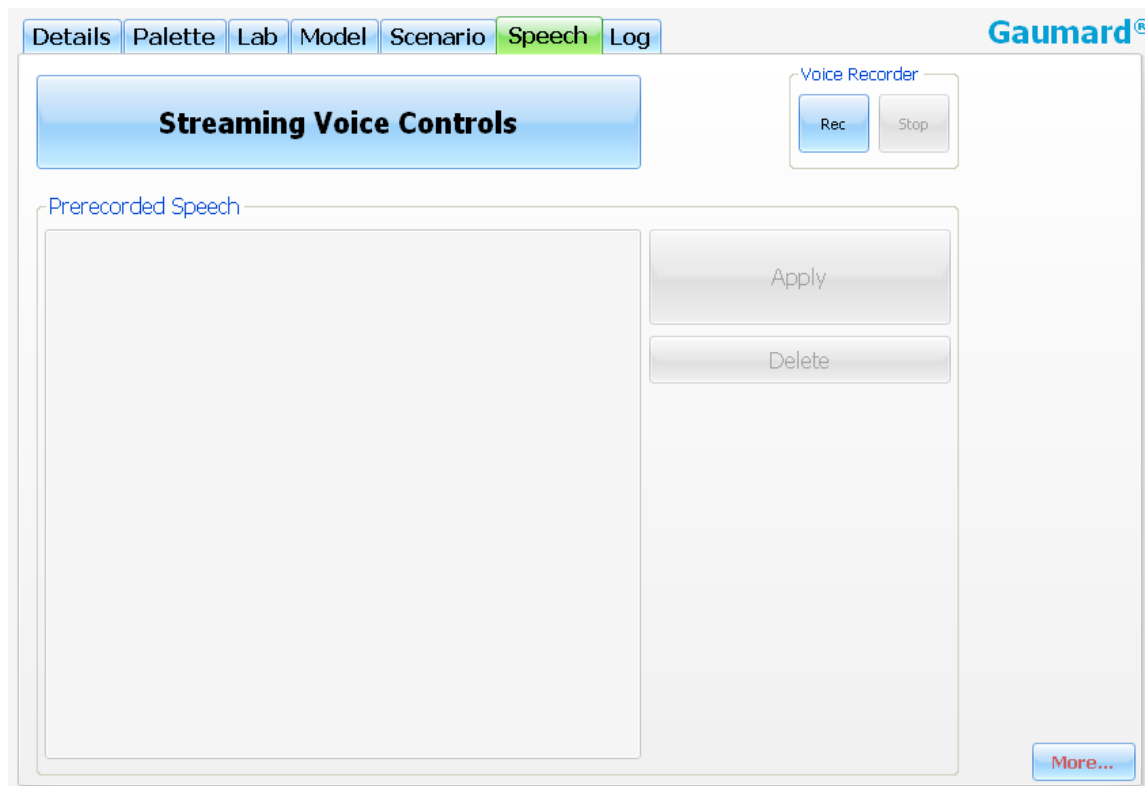 Details Palette Lab Model Scenario Speech Log
Gaumard®
Streaming Voice Controls
Voice Recorder
Rec Stop
Prerecorded Speech
Apply
Delete
More...